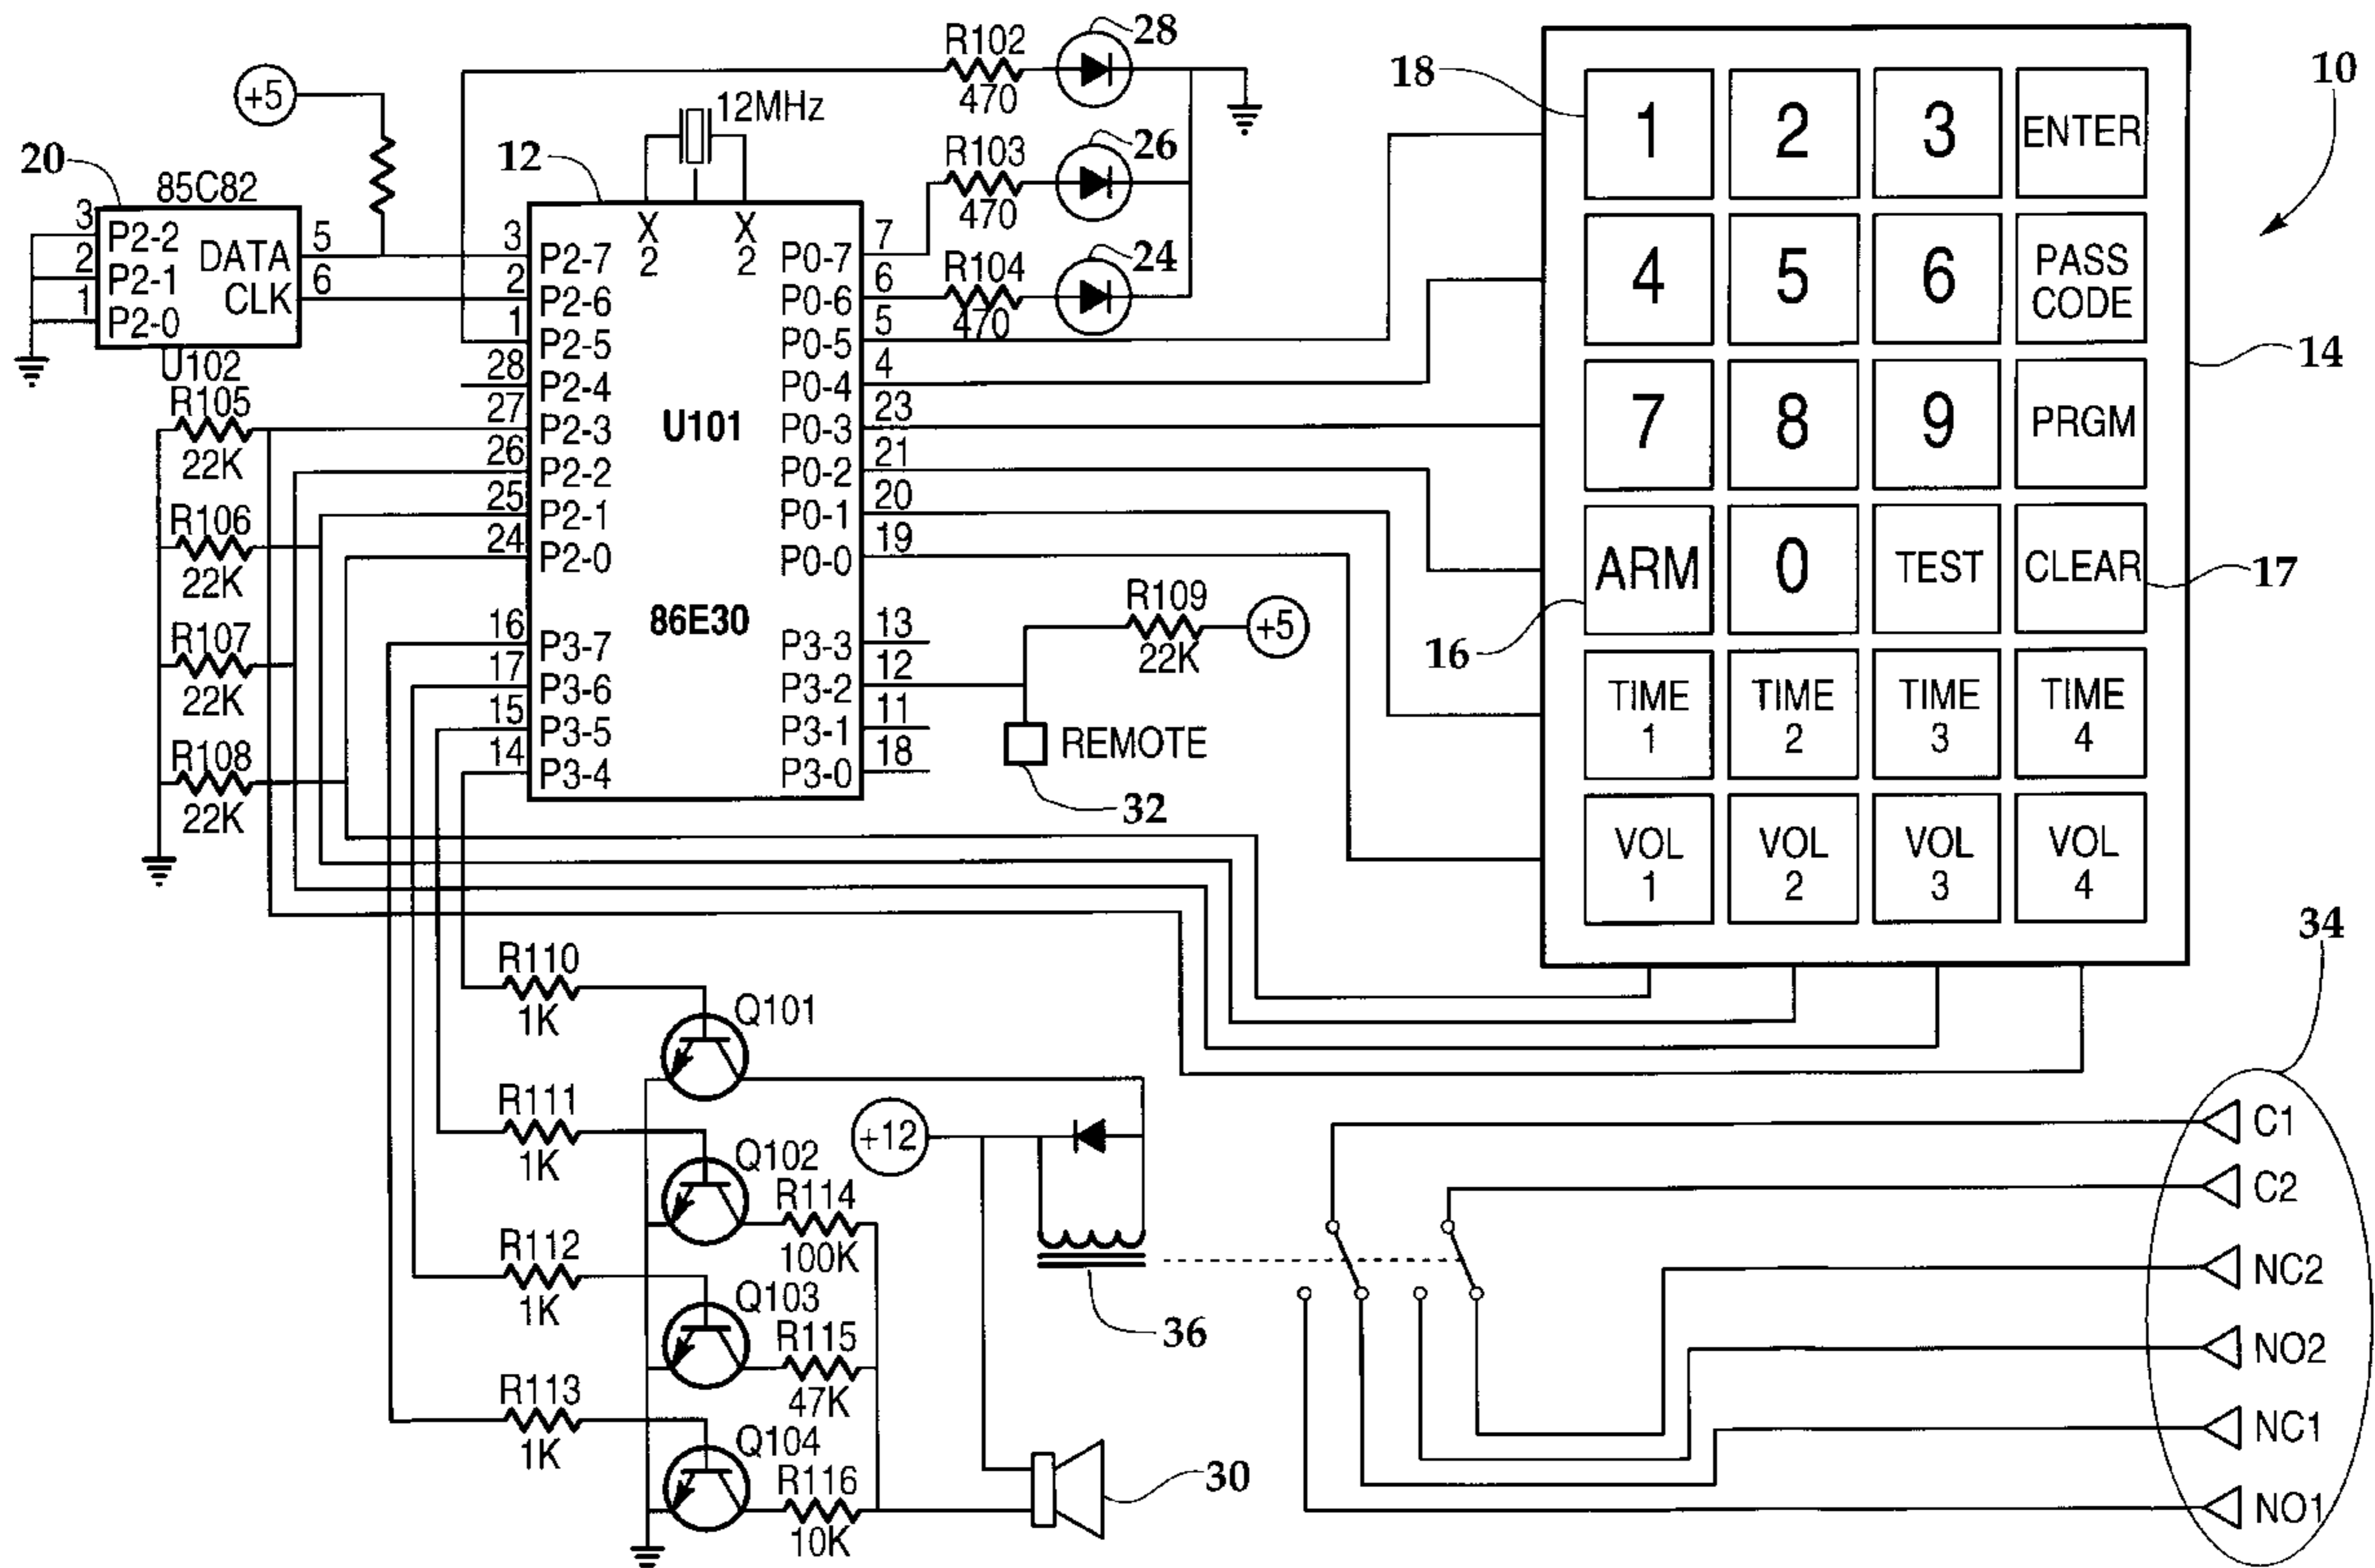 R102
470
28
+5
12MHz
20
85C82
12
R103
470
26
3 P2-2
2 P2-1
1 P2-0
DATA 5
CLK 6
U102
R104
470
24
X
2
X
2
3 P2-7
2 P2-6
1 P2-5
28 P2-4
27 P2-3
26 P2-2
25 P2-1
24 P2-0
16 P3-7
17 P3-6
15 P3-5
14 P3-4
U101
86E30
P0-7 7
P0-6 6
P0-5 5
P0-4 4
P0-3 23
P0-2 21
P0-1 20
P0-0 19
P3-3 13
P3-2 12
P3-1 11
P3-0 18
R105
22K
R106
22K
R107
22K
R108
22K
R109
22K
+5
REMOTE
32
18
10
14
16
17
1 2 3 ENTER
4 5 6 PASS CODE
7 8 9 PRGM
ARM 0 TEST CLEAR
TIME 1
TIME 2
TIME 3
TIME 4
VOL 1
VOL 2
VOL 3
VOL 4
R110
1K
Q101
R111
1K
Q102
R114
100K
R112
1K
Q103
R115
47K
R113
1K
Q104
R116
10K
+12
36
30
34
C1
C2
NC2
NO2
NC1
NO1